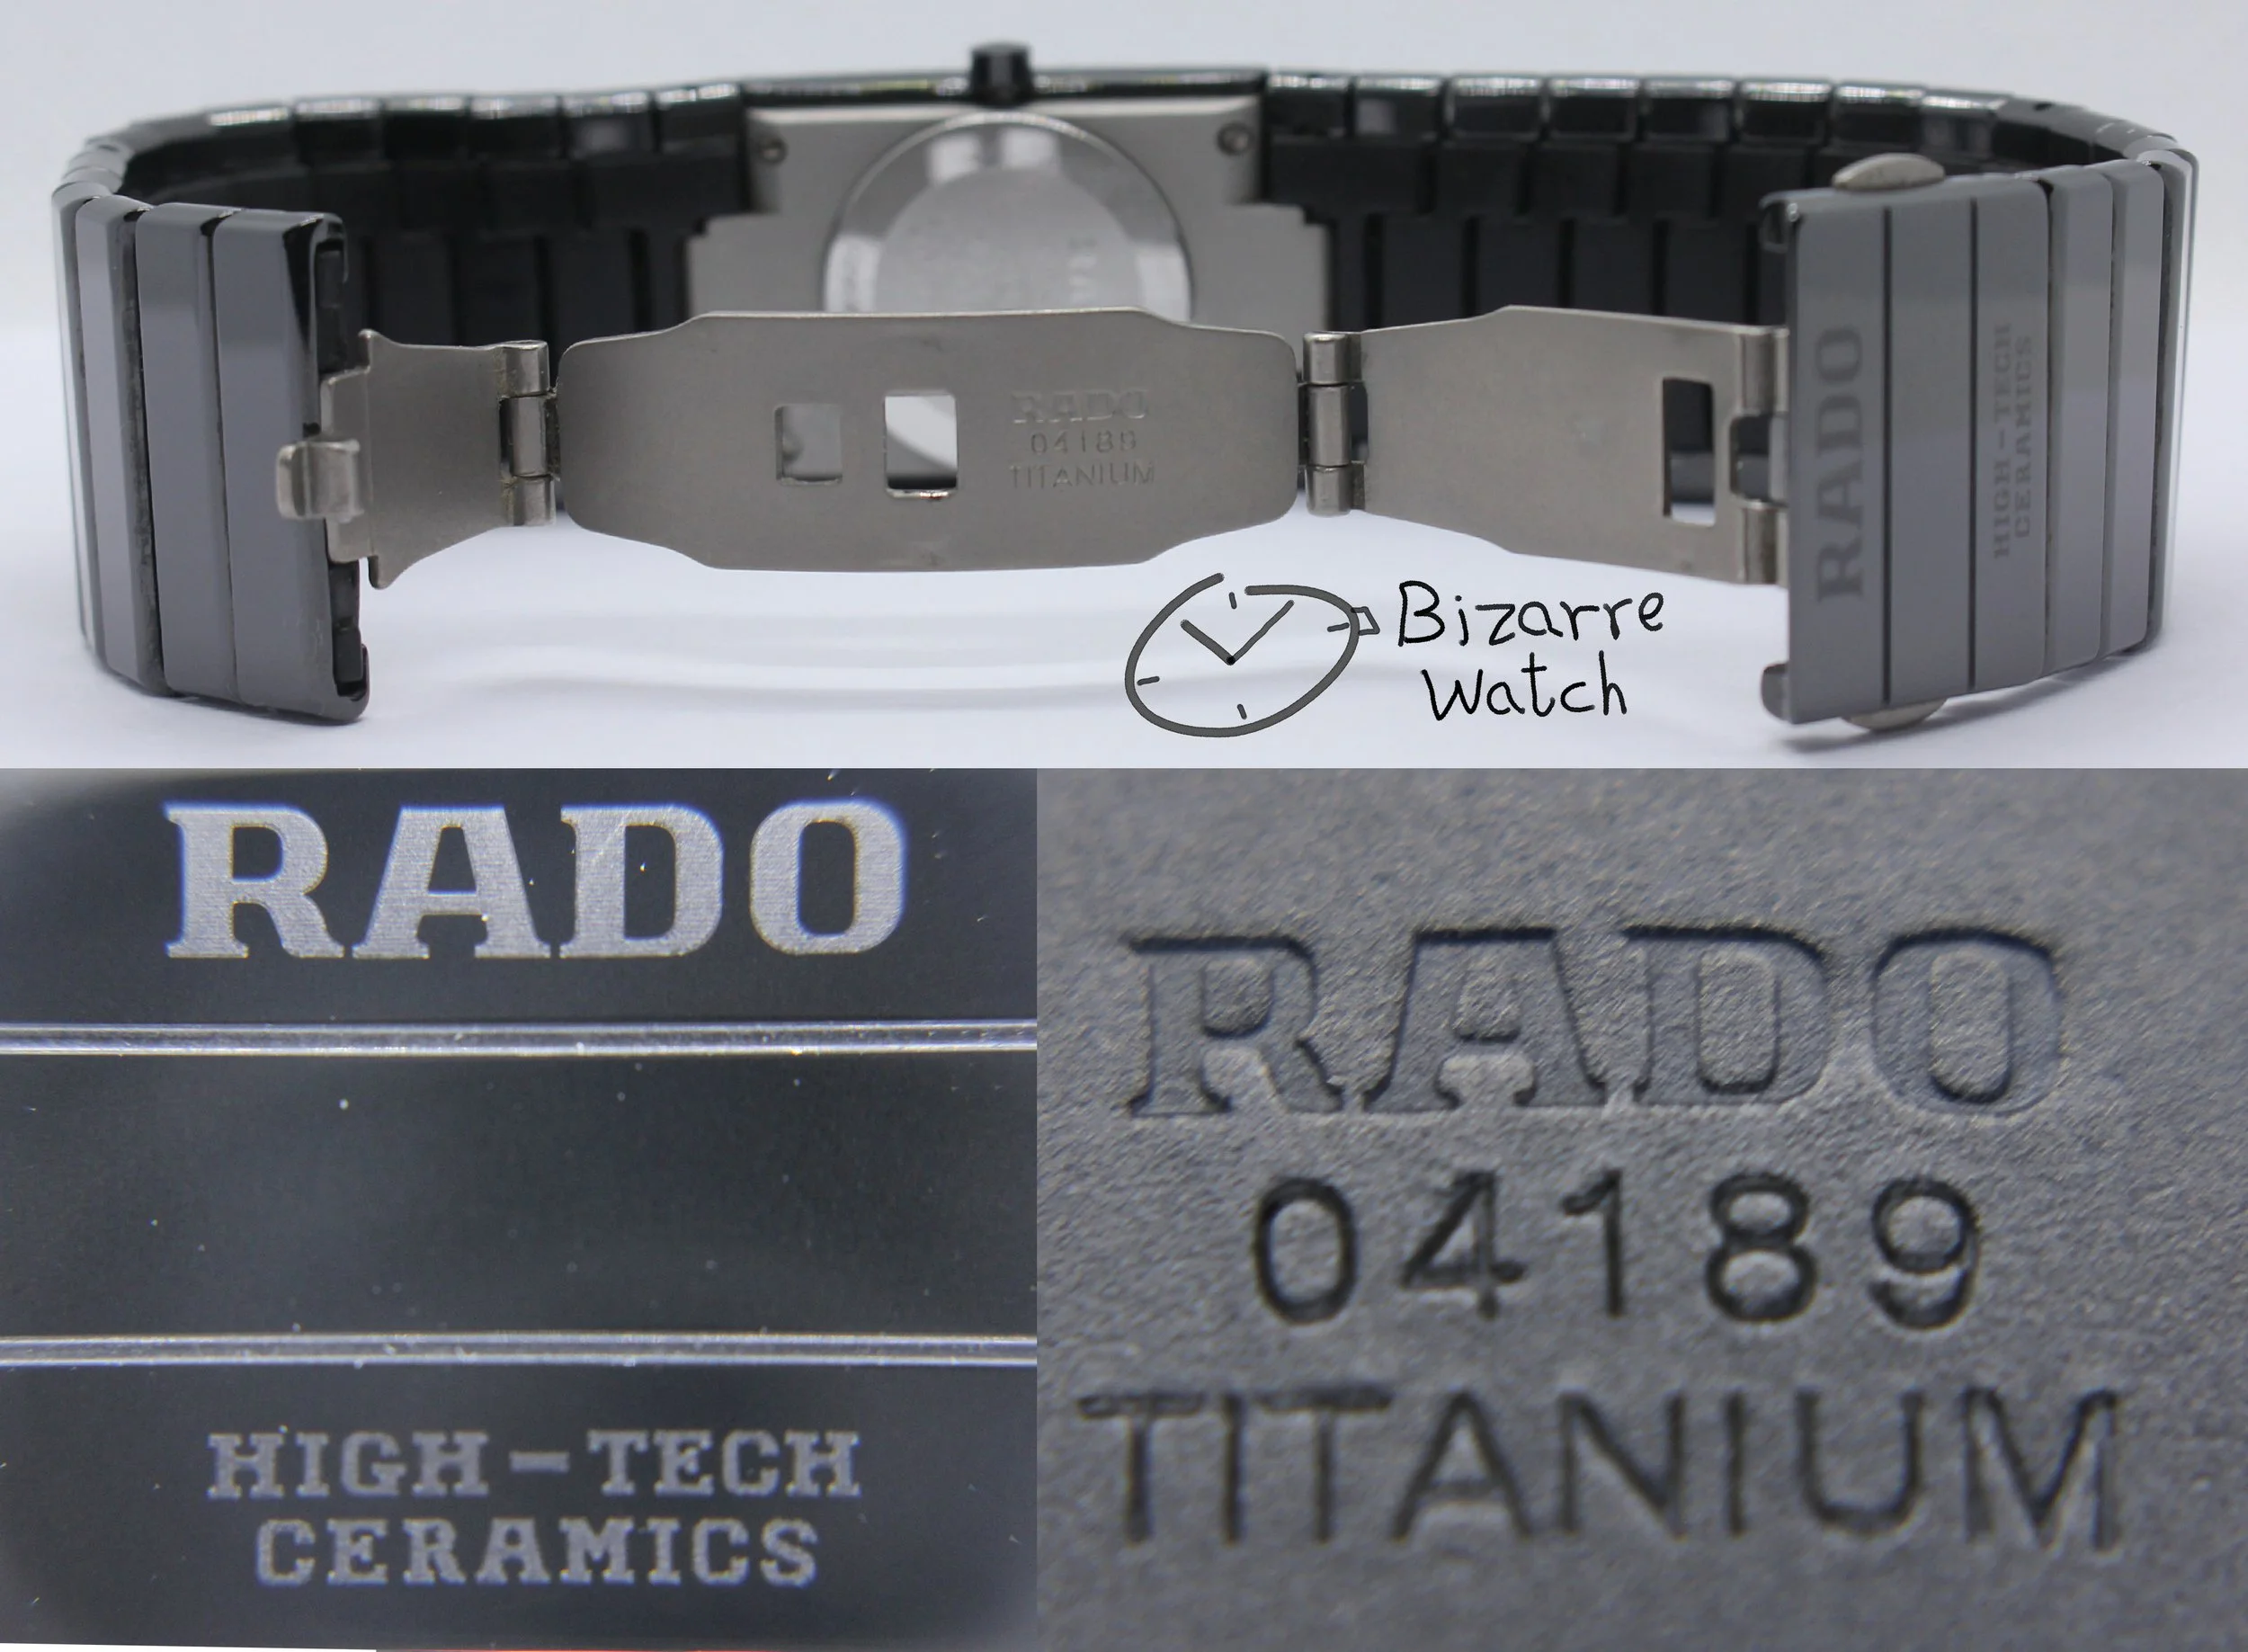 RADO
04189
TITANIUM
RADO
HIGH-TECH
CERAMICS
Bizarre
Watch
RADO
HIGH-TECH
CERAMICS
RADO
04189
TITANIUM